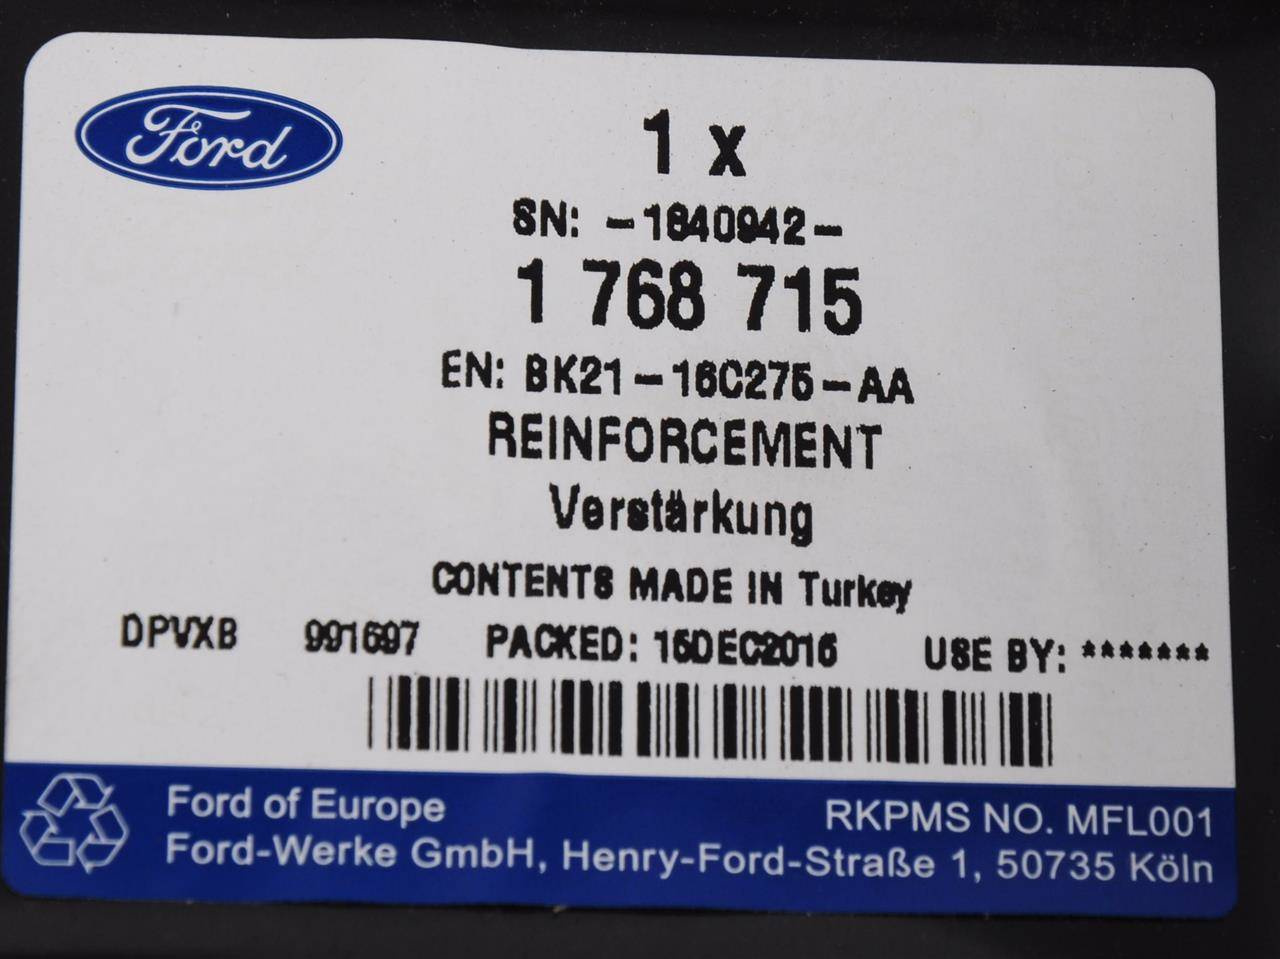 Ford
1 x
SN: -1840942-
1 768 715
EN: BK21-16C275-AA
REINFORCEMENT
Verstärkung
CONTENTS MADE IN Turkey
DPVXB 991697 PACKED: 15DEC2016 USE BY: *******
Ford of Europe RKPMS NO. MFL001
Ford-Werke GmbH, Henry-Ford-Straße 1, 50735 Köln